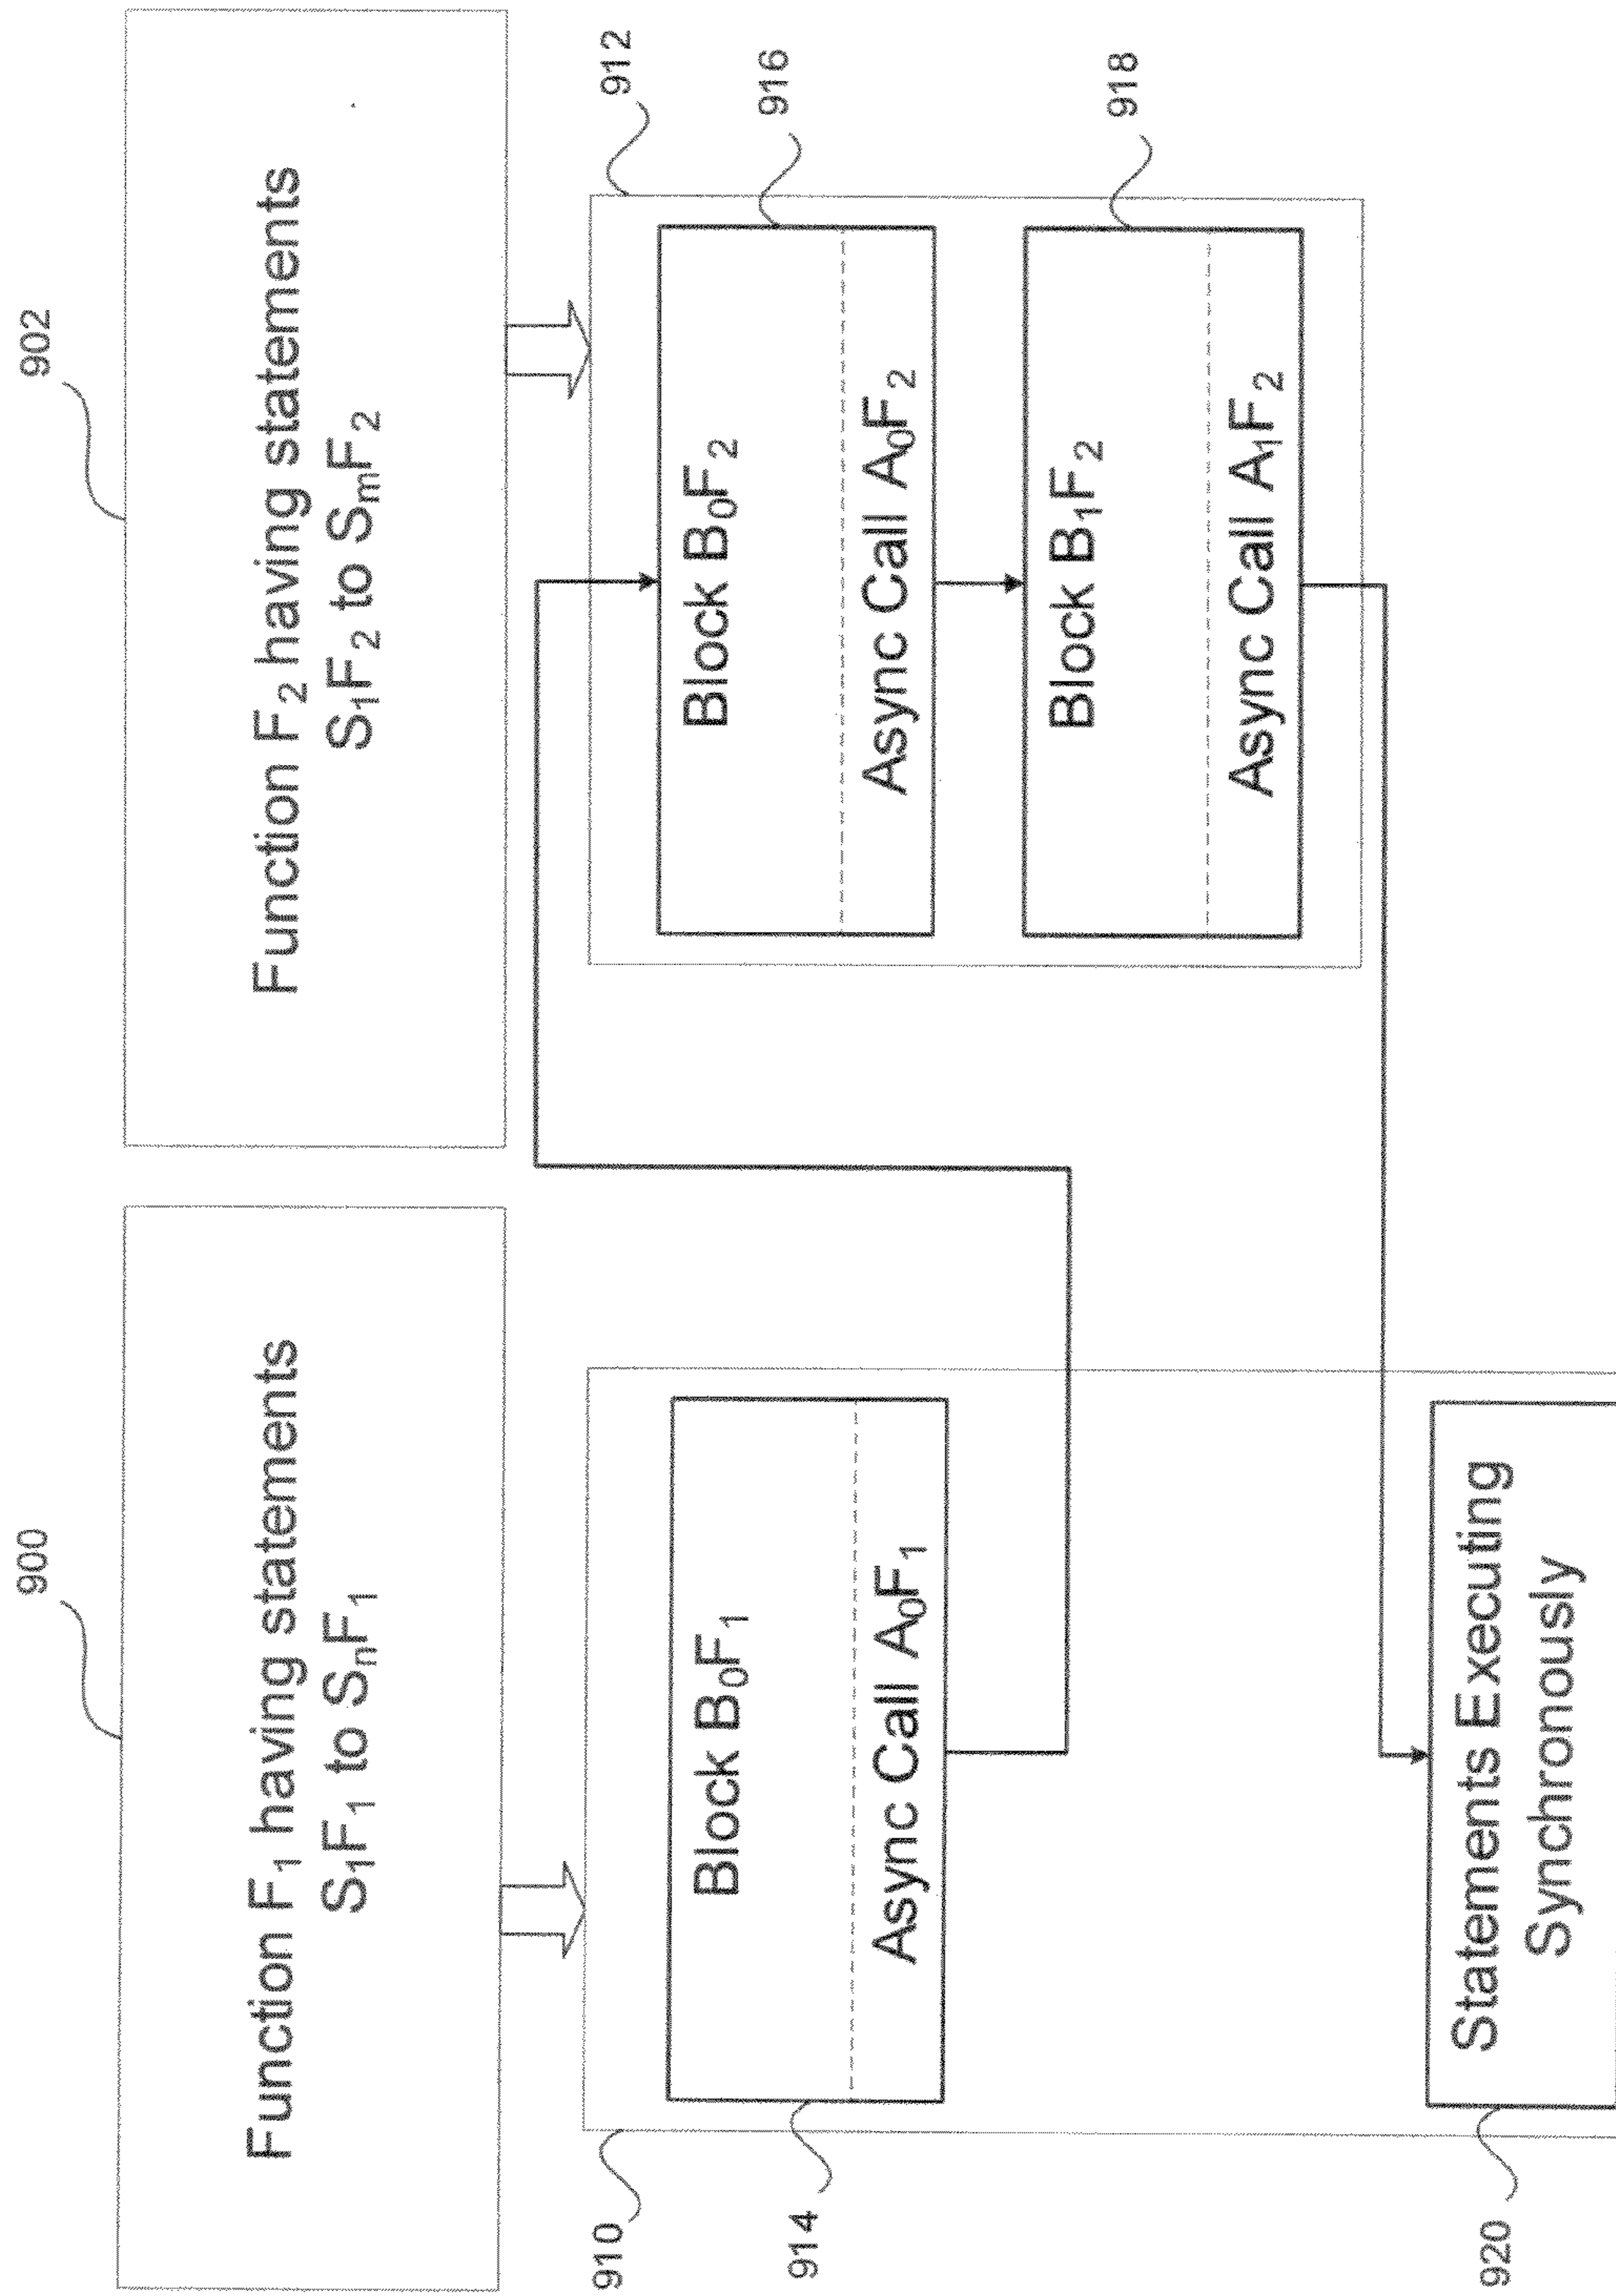 900
Function F₁ having statements
S₁F₁ to SₙF₁
902
Function F₂ having statements
S₁F₂ to SₘF₂
910
914
Block B₀F₁
Async Call A₀F₁
912
916
Block B₀F₂
Async Call A₀F₂
918
Block B₁F₂
Async Call A₁F₂
920
Statements Executing
Synchronously